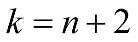 k = n + 2